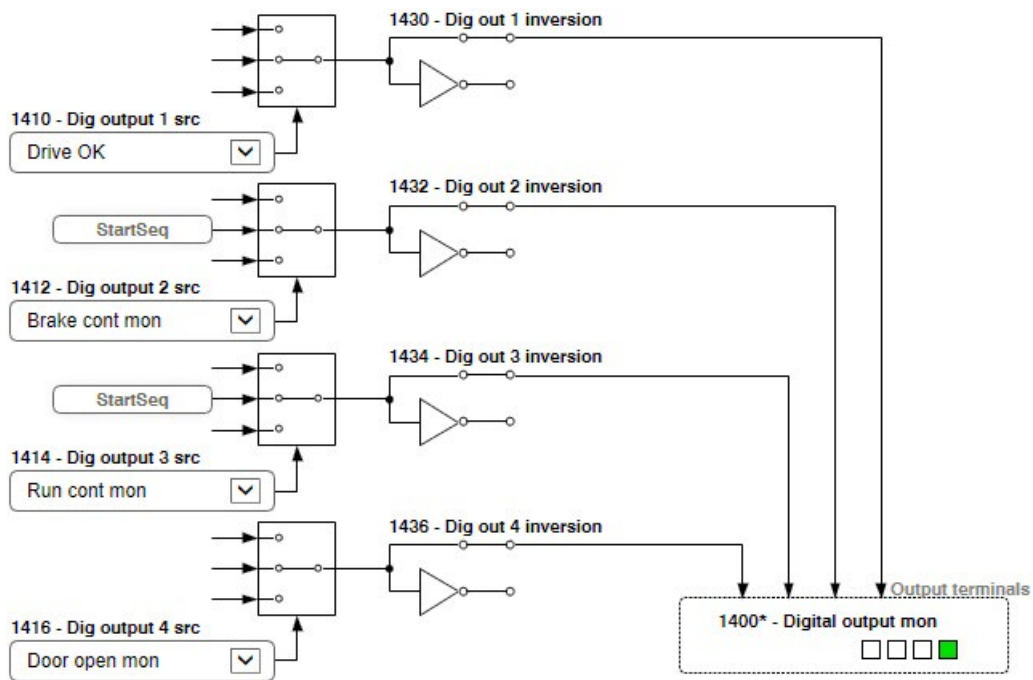 1430 - Dig out 1 inversion
1410 - Dig output 1 src
Drive OK
1432 - Dig out 2 inversion
StartSeq
1412 - Dig output 2 src
Brake cont mon
1434 - Dig out 3 inversion
StartSeq
1414 - Dig output 3 src
Run cont mon
1436 - Dig out 4 inversion
Output terminals
1400* - Digital output mon
1416 - Dig output 4 src
Door open mon